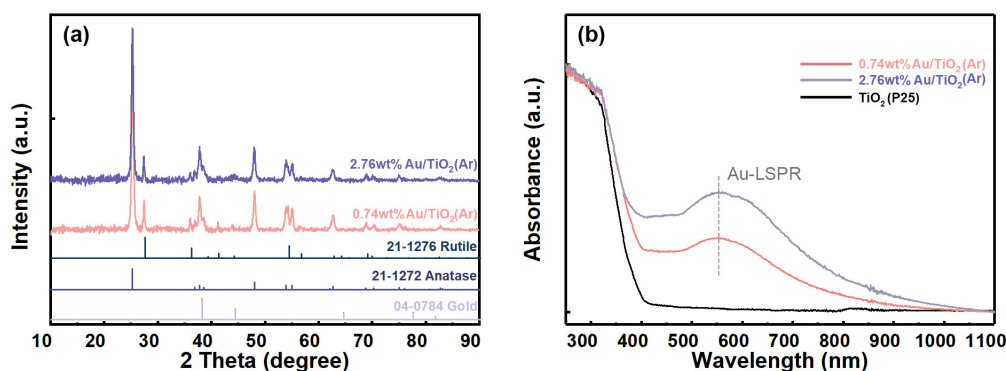 (a)
Intensity (a.u.)
2.76wt% Au/TiO₂(Ar)
0.74wt% Au/TiO₂(Ar)
21-1276 Rutile
21-1272 Anatase
04-0784 Gold
10 20 30 40 50 60 70 80 90
2 Theta (degree)
(b)
Absorbance (a.u.)
0.74wt% Au/TiO₂(Ar)
2.76wt% Au/TiO₂(Ar)
TiO₂ (P25)
Au-LSPR
300 400 500 600 700 800 900 1000 1100
Wavelength (nm)